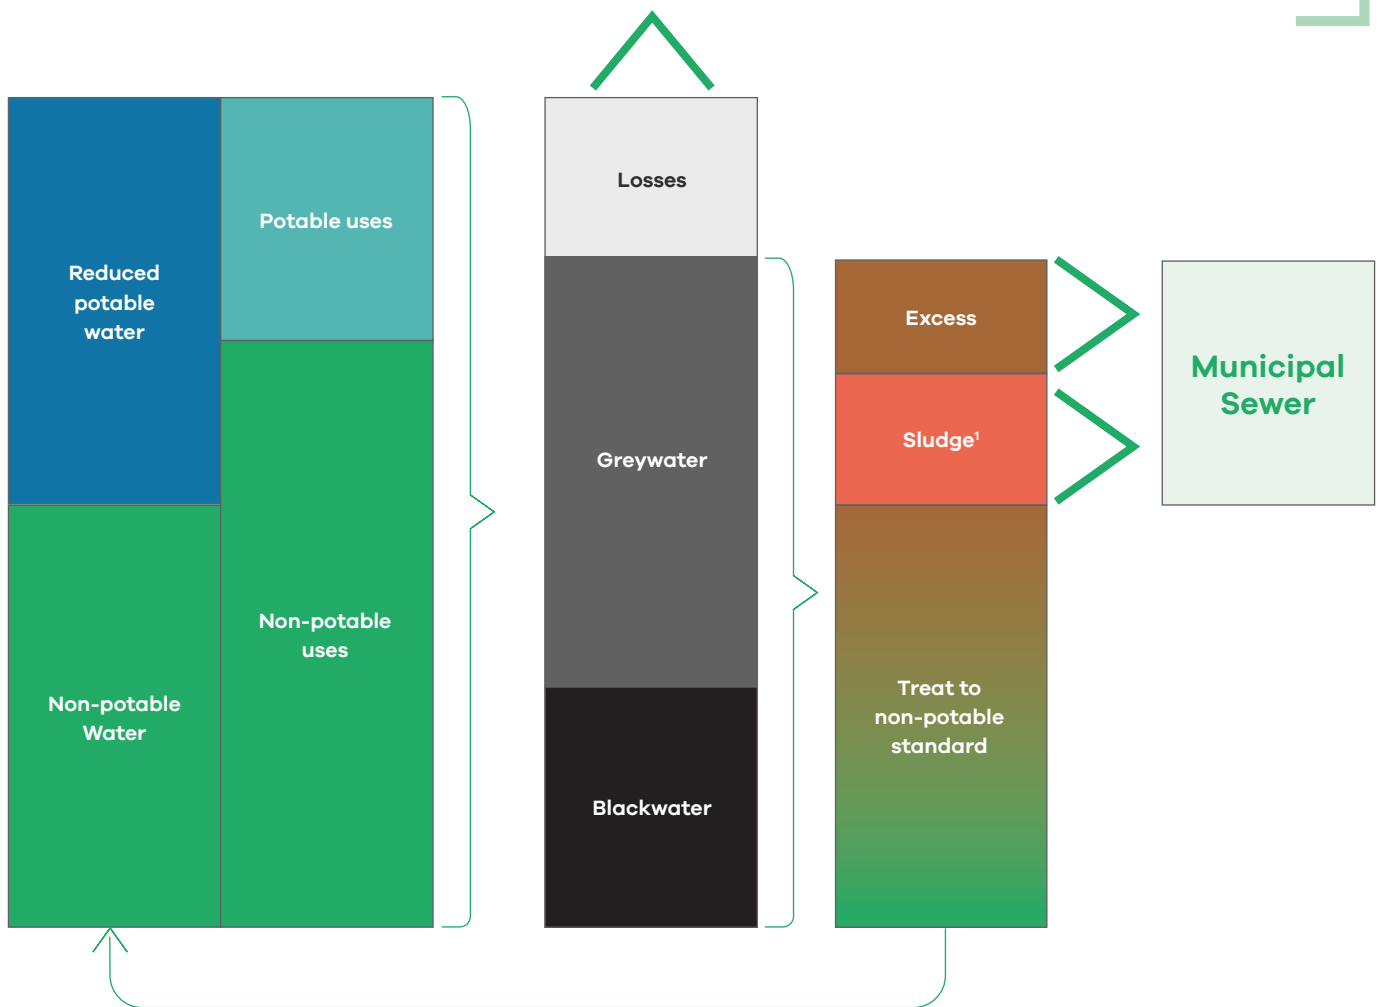 Reduced
potable
water
Potable uses
Non-potable
Water
Non-potable
uses
Losses
Greywater
Blackwater
Excess
Sludge¹
Treat to
non-potable
standard
Municipal
Sewer